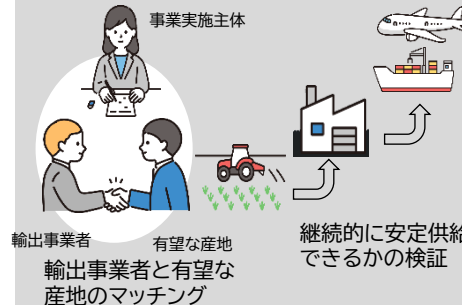 事業実施主体
輸出事業者
有望な産地
輸出事業者と有望な
産地のマッチング
継続的に安定供給
できるかの検証